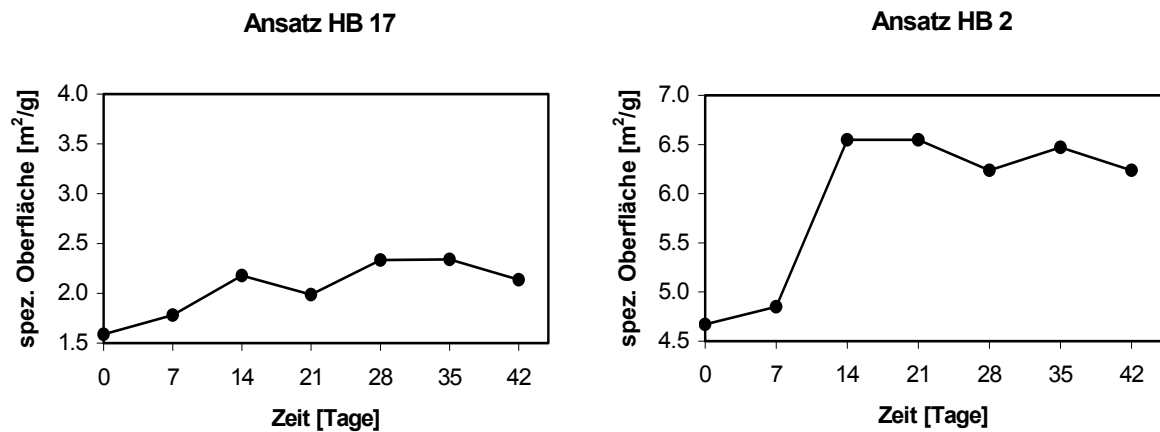 Ansatz HB 17
spez. Oberfläche [m²/g]
4.0
3.5
3.0
2.5
2.0
1.5
0 7 14 21 28 35 42
Zeit [Tage]
Ansatz HB 2
spez. Oberfläche [m²/g]
7.0
6.5
6.0
5.5
5.0
4.5
0 7 14 21 28 35 42
Zeit [Tage]